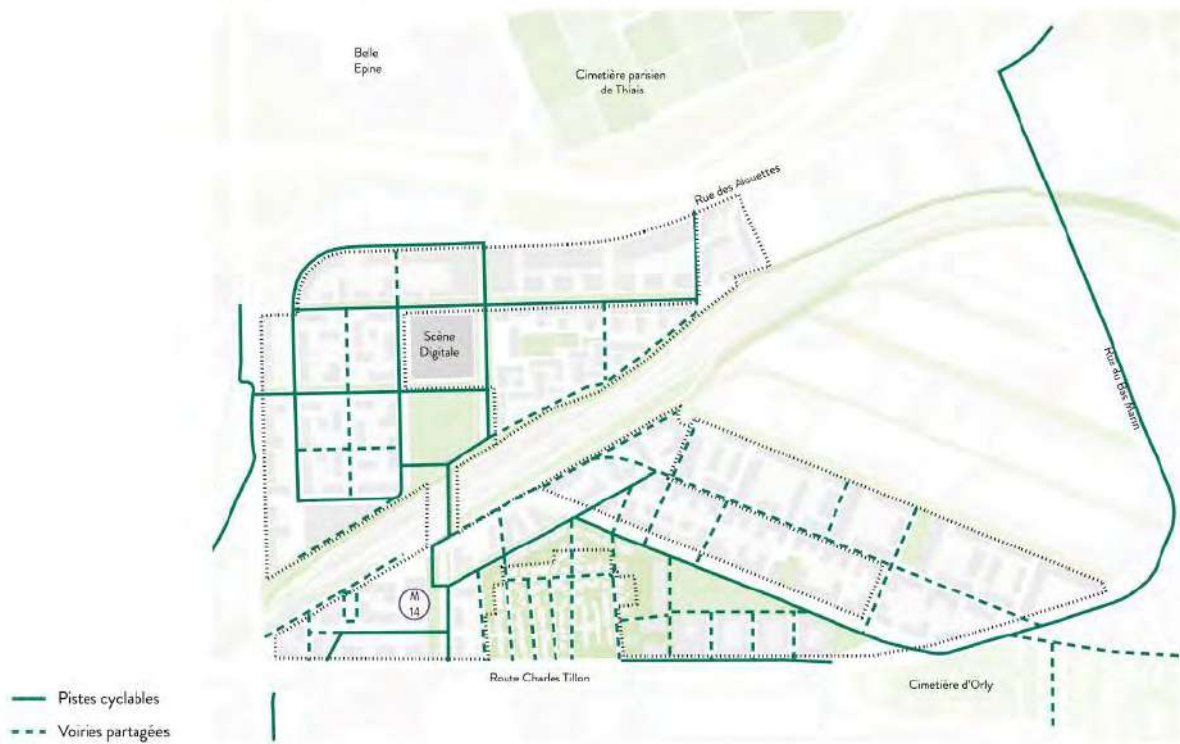 Belle
Epine
Cimetière parisien
de Thiais
Rue des Alouettes
Scène
Digitale
Rue du Bas Marin
M
14
Route Charles Tillon
Cimetière d'Orly
Pistes cyclables
Voiries partagées